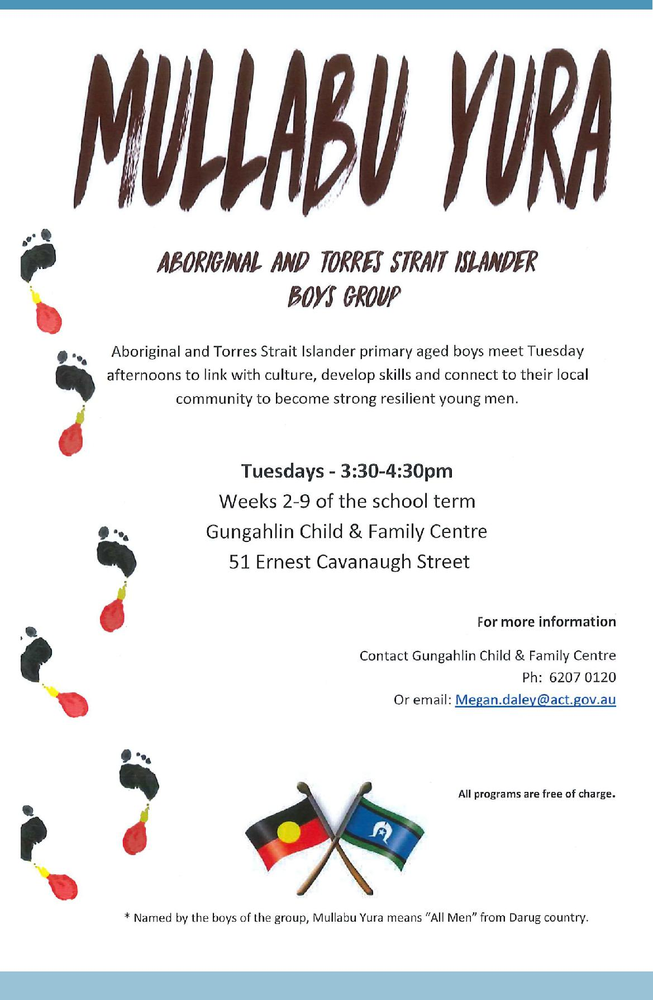 MULLABU YURA
ABORIGINAL AND TORRES STRAIT ISLANDER
BOYS GROUP
Aboriginal and Torres Strait Islander primary aged boys meet Tuesday
afternoons to link with culture, develop skills and connect to their local
community to become strong resilient young men.
Tuesdays - 3:30-4:30pm
Weeks 2-9 of the school term
Gungahlin Child & Family Centre
51 Ernest Cavanaugh Street
For more information
Contact Gungahlin Child & Family Centre
Ph:  6207 0120
Or email: Megan.daley@act.gov.au
All programs are free of charge.
* Named by the boys of the group, Mullabu Yura means “All Men” from Darug country.